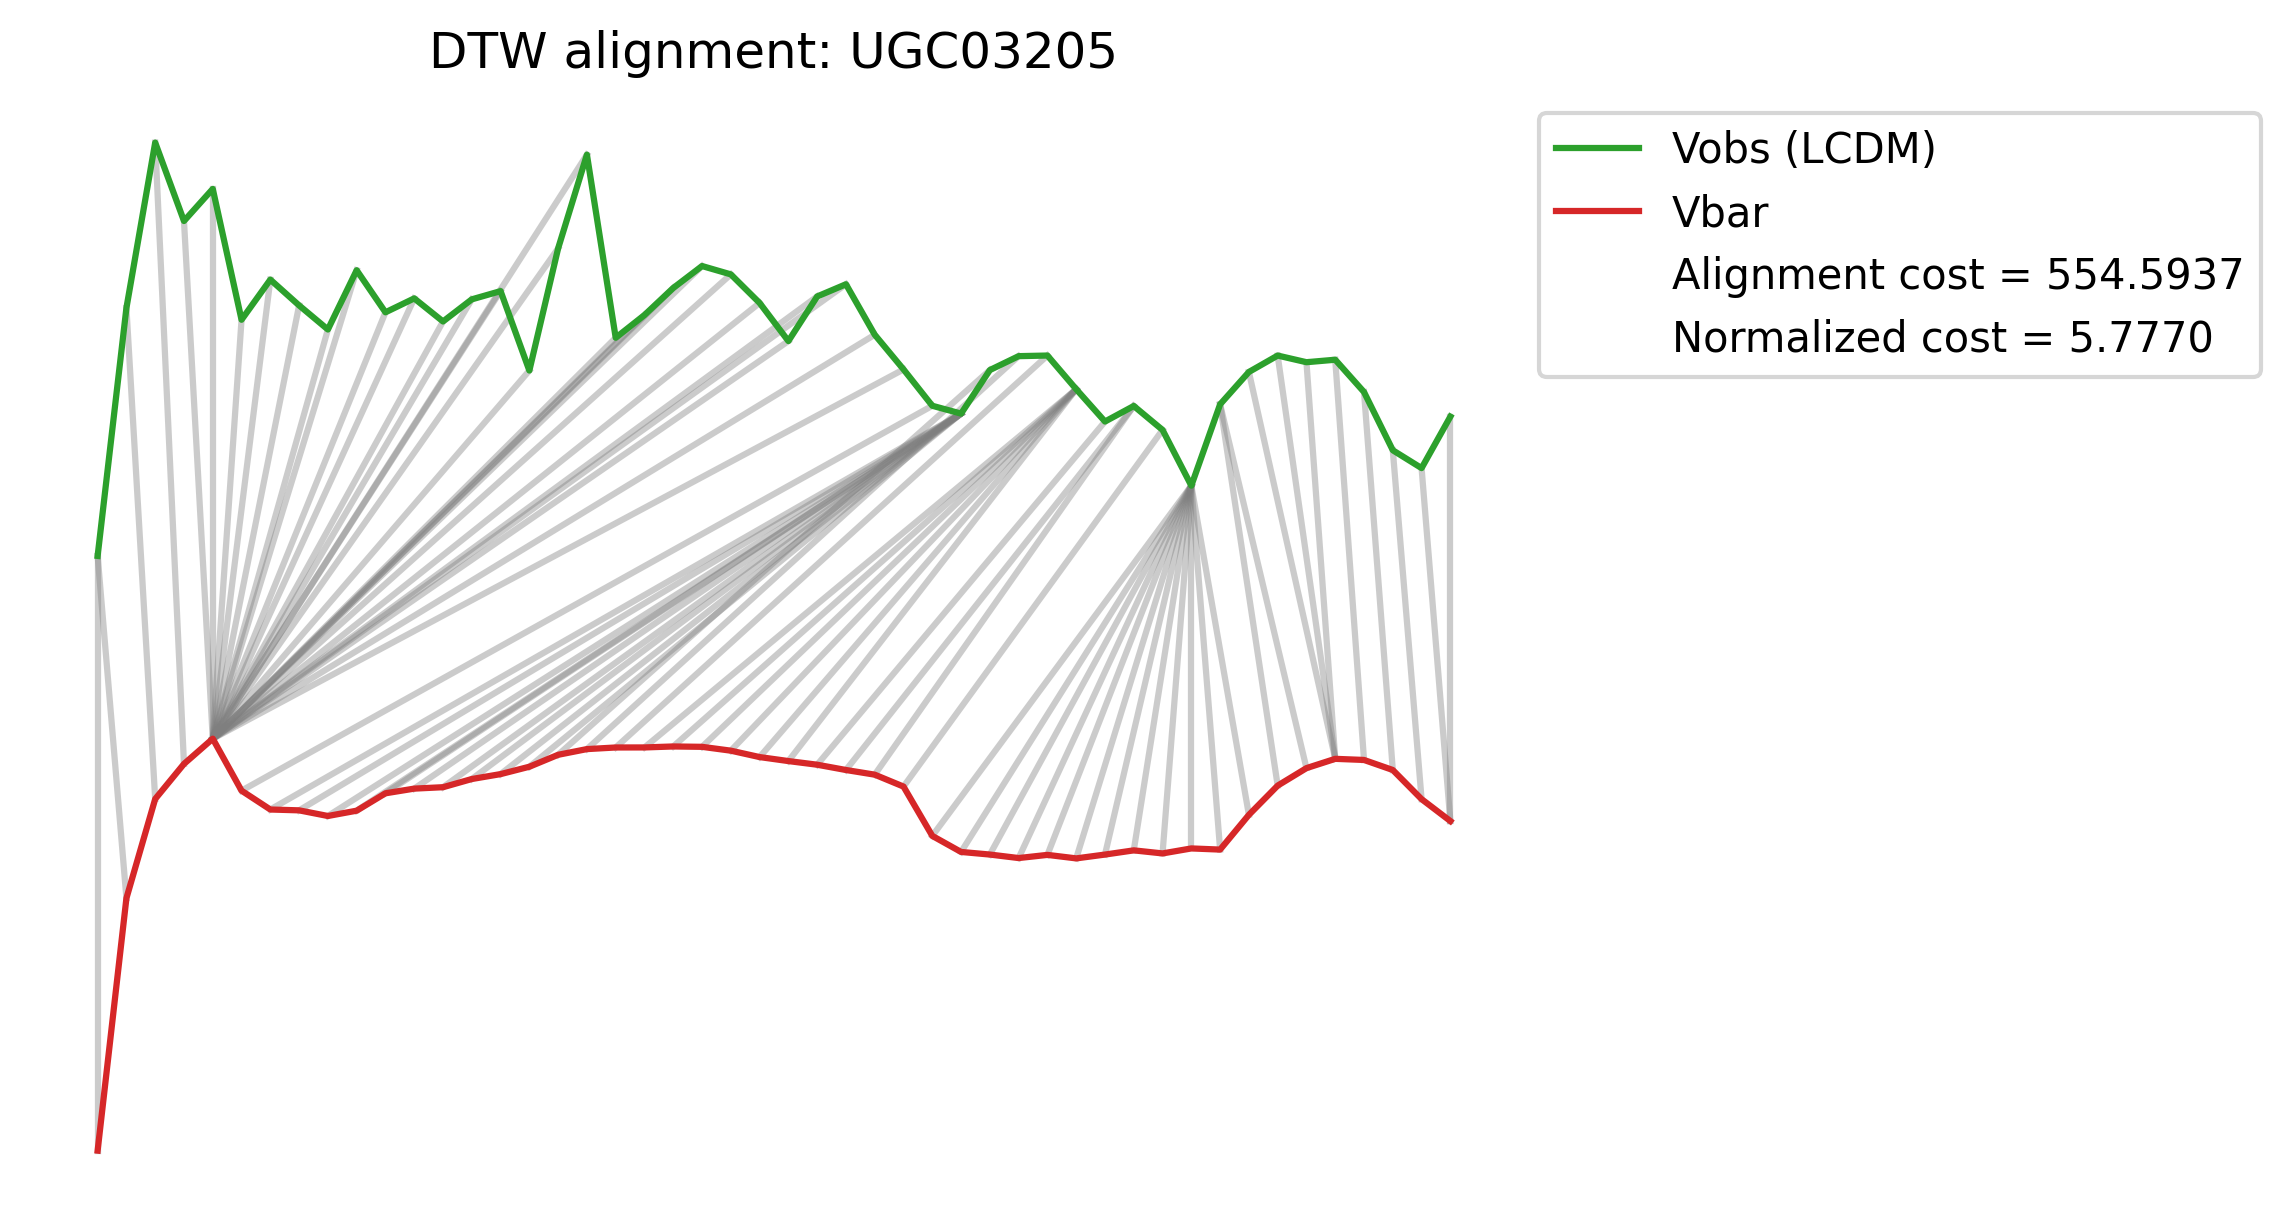 DTW alignment: UGC03205
Vobs (LCDM)
Vbar
Alignment cost = 554.5937
Normalized cost = 5.7770